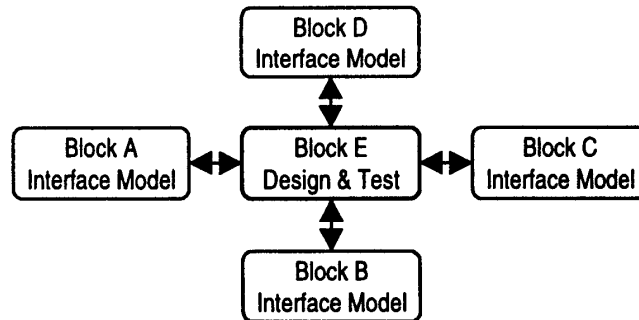 Block D
Interface Model
Block A
Interface Model
Block E
Design & Test
Block C
Interface Model
Block B
Interface Model